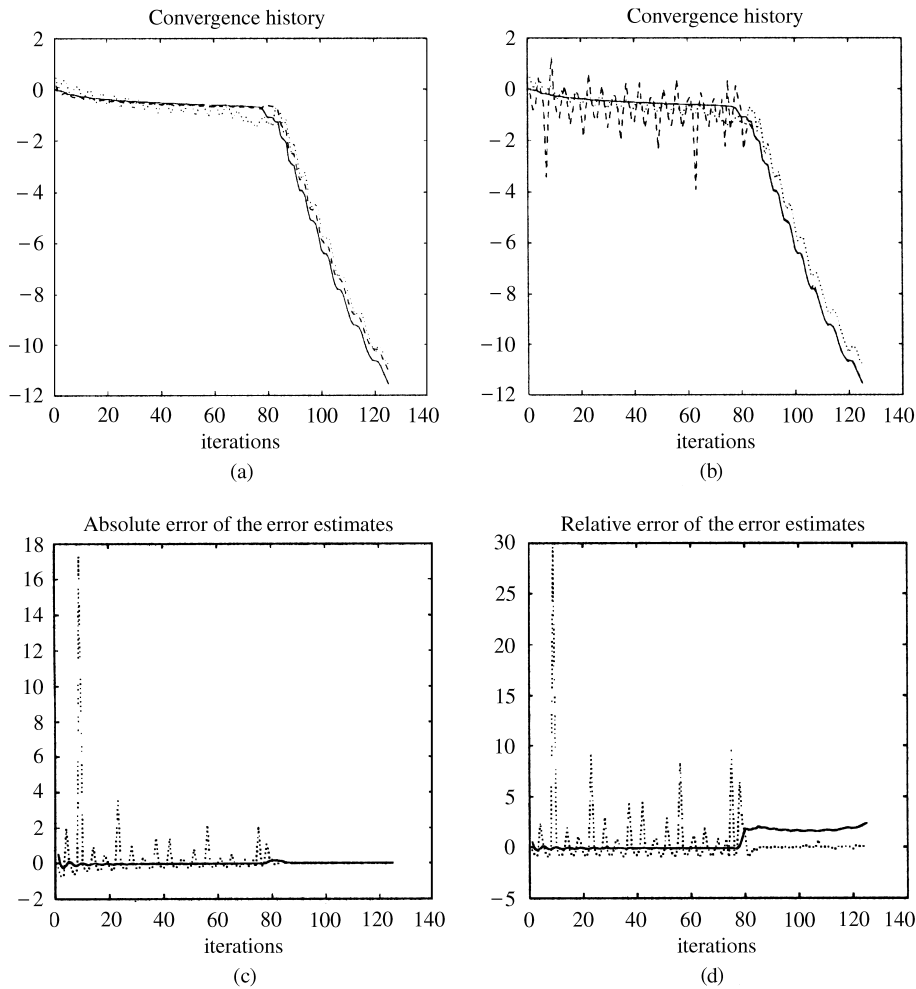 Convergence history
2
0
−2
−4
−6
−8
−10
−12
0 20 40 60 80 100 120 140
iterations
(a)
Convergence history
2
0
−2
−4
−6
−8
−10
−12
0 20 40 60 80 100 120 140
iterations
(b)
Absolute error of the error estimates
18
16
14
12
10
8
6
4
2
0
−2
0 20 40 60 80 100 120 140
iterations
(c)
Relative error of the error estimates
30
25
20
15
10
5
0
−5
0 20 40 60 80 100 120 140
iterations
(d)